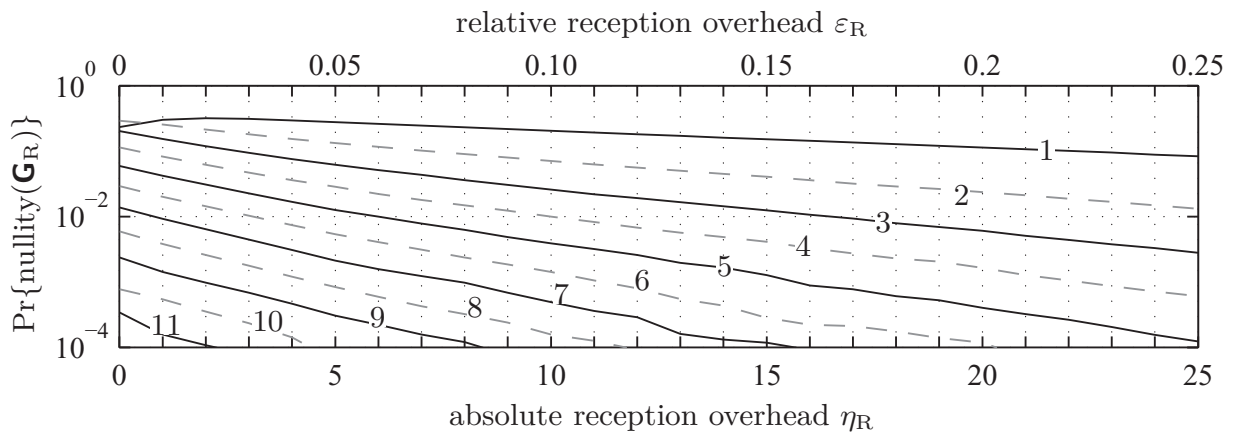 relative reception overhead εR
0 0.05 0.10 0.15 0.2 0.25
10^0
10^−2
10^−4
Pr{nullity(GR)}
1
2
3
4
5
6
7
8
9
10
11
0 5 10 15 20 25
absolute reception overhead ηR